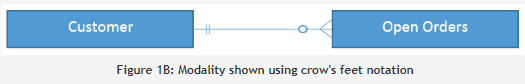 Customer
Open Orders
Figure 1B: Modality shown using crow's feet notation